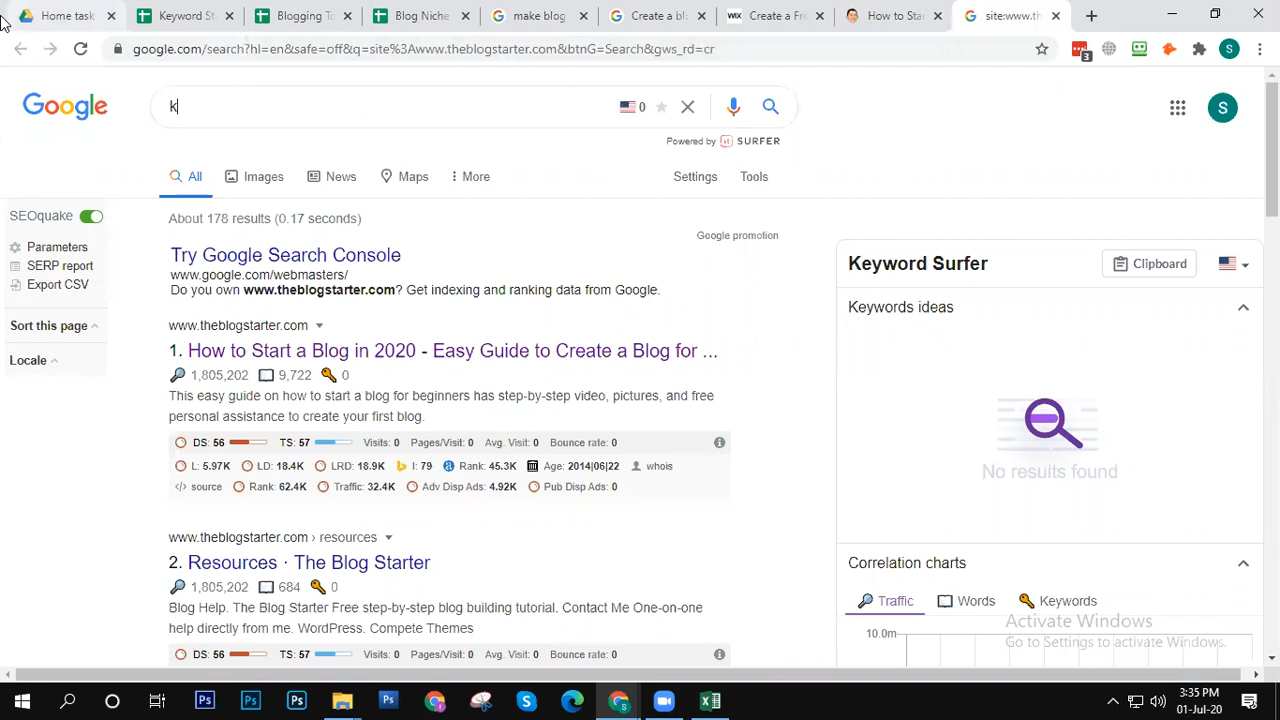 Home task
Keyword St
Blogging To
Blog Niche
make blog
Create a blo
WIX Create a Fre
How to Star
site:www.th
google.com/search?hl=en&safe=off&q=site%3Awww.theblogstarter.com&btnG=Search&gws_rd=cr
3
S
Google
k
0
S
Powered by SURFER
All Images News Maps More Settings Tools
SEOquake
Parameters
SERP report
Export CSV
Sort this page
Locale
About 178 results (0.17 seconds)
Google promotion
Try Google Search Console
www.google.com/webmasters/
Do you own www.theblogstarter.com? Get indexing and ranking data from Google.
www.theblogstarter.com
1. How to Start a Blog in 2020 - Easy Guide to Create a Blog for ...
1,805,202 9,722 0
This easy guide on how to start a blog for beginners has step-by-step video, pictures, and free
personal assistance to create your first blog.
DS: 56 TS: 57 Visits: 0 Pages/Visit: 0 Avg. Visit: 0 Bounce rate: 0
L: 5.97K LD: 18.4K LRD: 18.9K I: 79 Rank: 45.3K Age: 2014|06|22 whois
source Rank: 62.4K Traffic: 32.4K Adv Disp Ads: 4.92K Pub Disp Ads: 0
www.theblogstarter.com › resources
2. Resources · The Blog Starter
1,805,202 684 0
Blog Help. The Blog Starter Free step-by-step blog building tutorial. Contact Me One-on-one
help directly from me. WordPress. Compete Themes
DS: 56 TS: 57 Visits: 0 Pages/Visit: 0 Avg. Visit: 0 Bounce rate: 0
Keyword Surfer
Clipboard
Keywords ideas
No results found
Correlation charts
Traffic Words Keywords
10.0m
Activate Windows
Go to Settings to activate Windows.
Ps Ps Ps Ps
3:35 PM
01-Jul-20